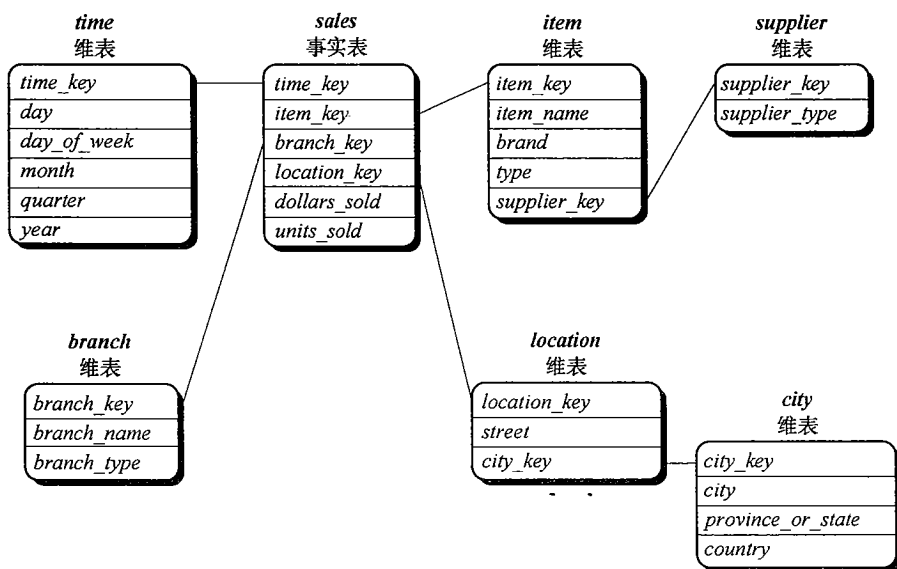 time
维表
time_key
day
day_of_week
month
quarter
year
sales
事实表
time_key
item_key
branch_key
location_key
dollars_sold
units_sold
item
维表
item_key
item_name
brand
type
supplier_key
supplier
维表
supplier_key
supplier_type
branch
维表
branch_key
branch_name
branch_type
location
维表
location_key
street
city_key
city
维表
city_key
city
province_or_state
country